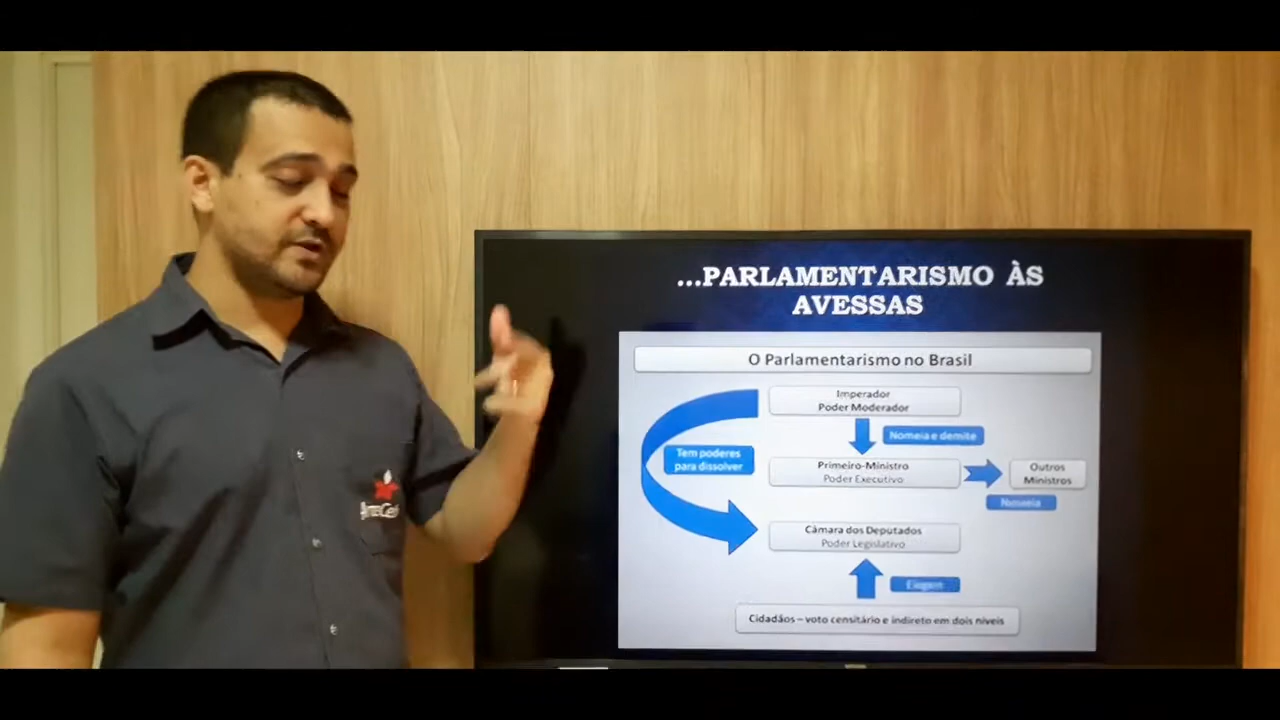 ...PARLAMENTARISMO ÀS
AVESSAS
O Parlamentarismo no Brasil
Imperador
Poder Moderador
Nomeia e demite
Tem poderes
para dissolver
Primeiro-Ministro
Poder Executivo
Outros
Ministros
Nomeia
Câmara dos Deputados
Poder Legislativo
Elegem
Cidadãos – voto censitário e indireto em dois níveis